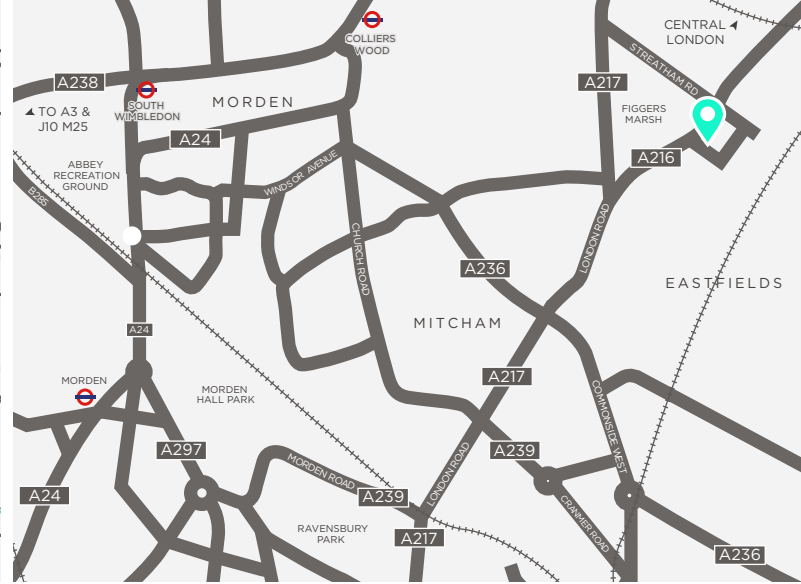 CENTRAL
LONDON
COLLIERS
WOOD
STREATHAM RD
A238
A217
SOUTH
WIMBLEDON
MORDEN
FIGGERS
MARSH
TO A3 &
J10 M25
A24
A216
WINDSOR AVENUE
ABBEY
RECREATION
GROUND
B285
LONDON ROAD
CHURCH ROAD
A236
EASTFIELDS
MITCHAM
A24
MORDEN
MORDEN
HALL PARK
A217
COMMONSIDE WEST
A297
A239
LONDON ROAD
MORDEN ROAD
A24
A239
CRANMER ROAD
RAVENSBURY
PARK
A217
A236